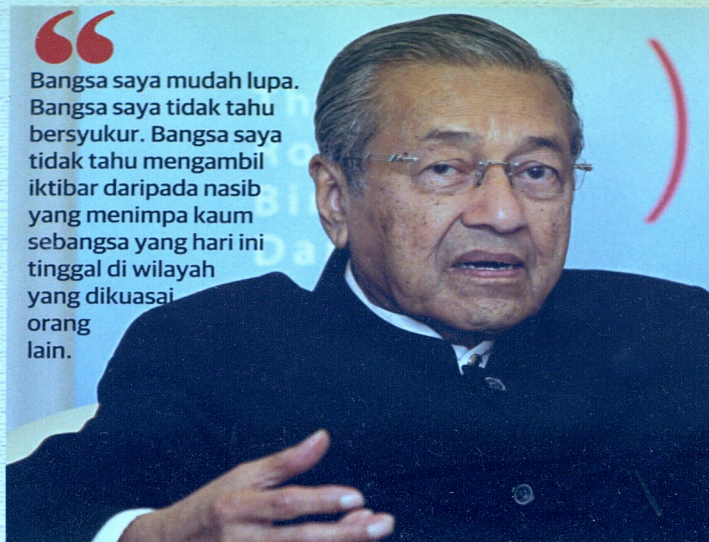 Bangsa saya mudah lupa.
Bangsa saya tidak tahu
bersyukur. Bangsa saya
tidak tahu mengambil
iktibar daripada nasib
yang menimpa kaum
sebangsa yang hari ini
tinggal di wilayah
yang dikuasai
orang
lain.